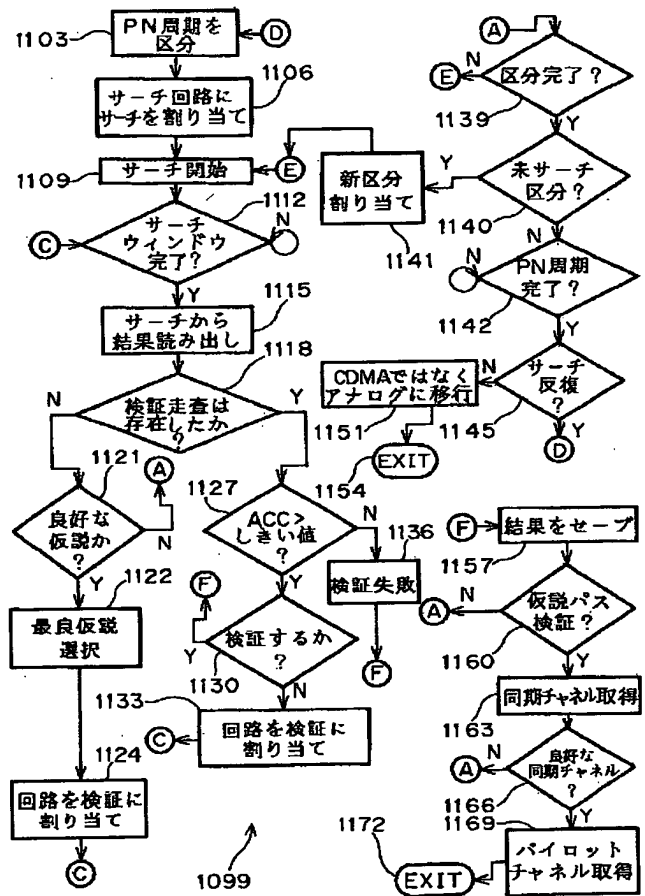 1103
PN周期を
区分
D
1106
サーチ回路に
サーチを割り当て
1109
サーチ開始
E
1112
C
サーチ
ウィンドウ
完了?
N
Y
1115
サーチから
結果読み出し
1118
N
検証走査は
存在したか
?
Y
1121
A
良好な
仮説か
?
N
Y
1122
最良仮説
選択
1124
回路を検証に
割り当て
C
1127
ACC>
しきい値
?
N
Y
1136
検証失敗
F
F
検証するか
?
Y
1130
N
1133
回路を検証に
割り当て
C
A
区分完了?
N
E
1139
Y
未サーチ
区分?
Y
1140
N
新区分
割り当て
1141
N
PN周期
完了?
1142
Y
サーチ
反復
?
N
1145
Y
D
CDMAではなく
アナログに移行
1151
EXIT
1154
F
結果をセーブ
1157
仮説パス
検証?
N
A
1160
Y
同期チャネル取得
1163
良好な
同期チャネル
?
N
A
1166
Y
1169
パイロット
チャネル取得
1172
EXIT
1099